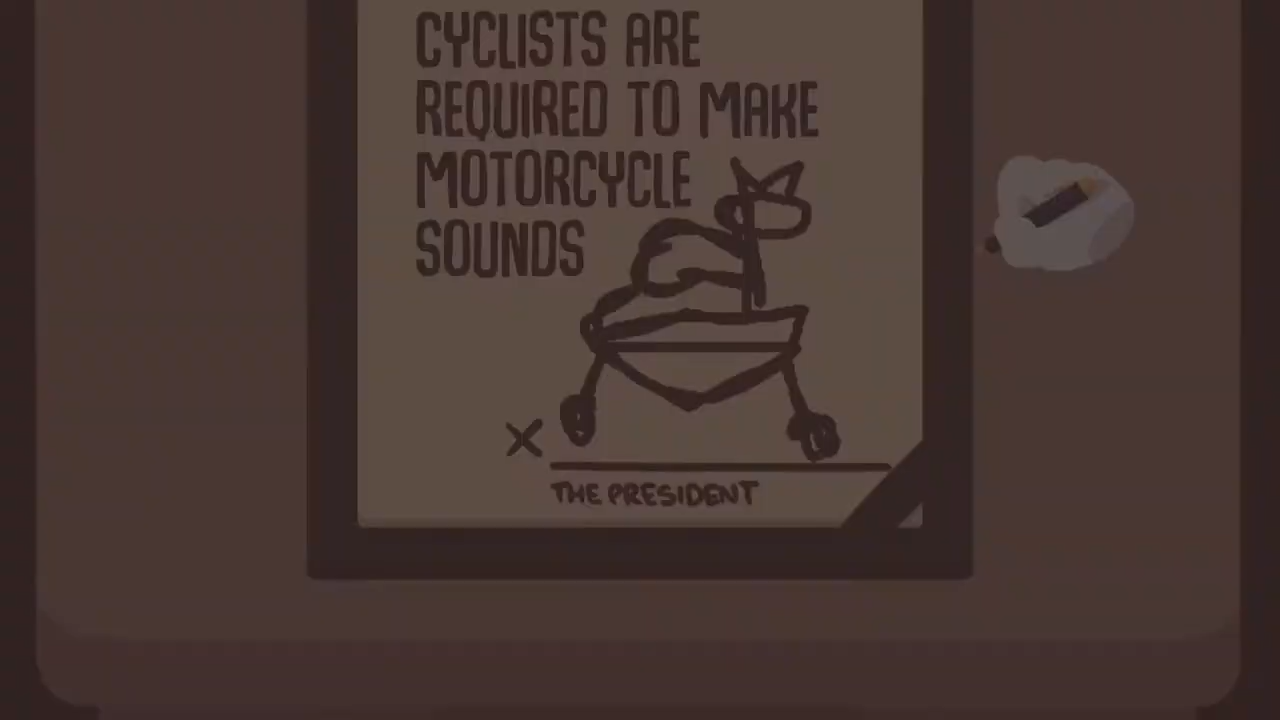 CYCLISTS ARE
REQUIRED TO MAKE
MOTORCYCLE
SOUNDS
X
THE PRESIDENT